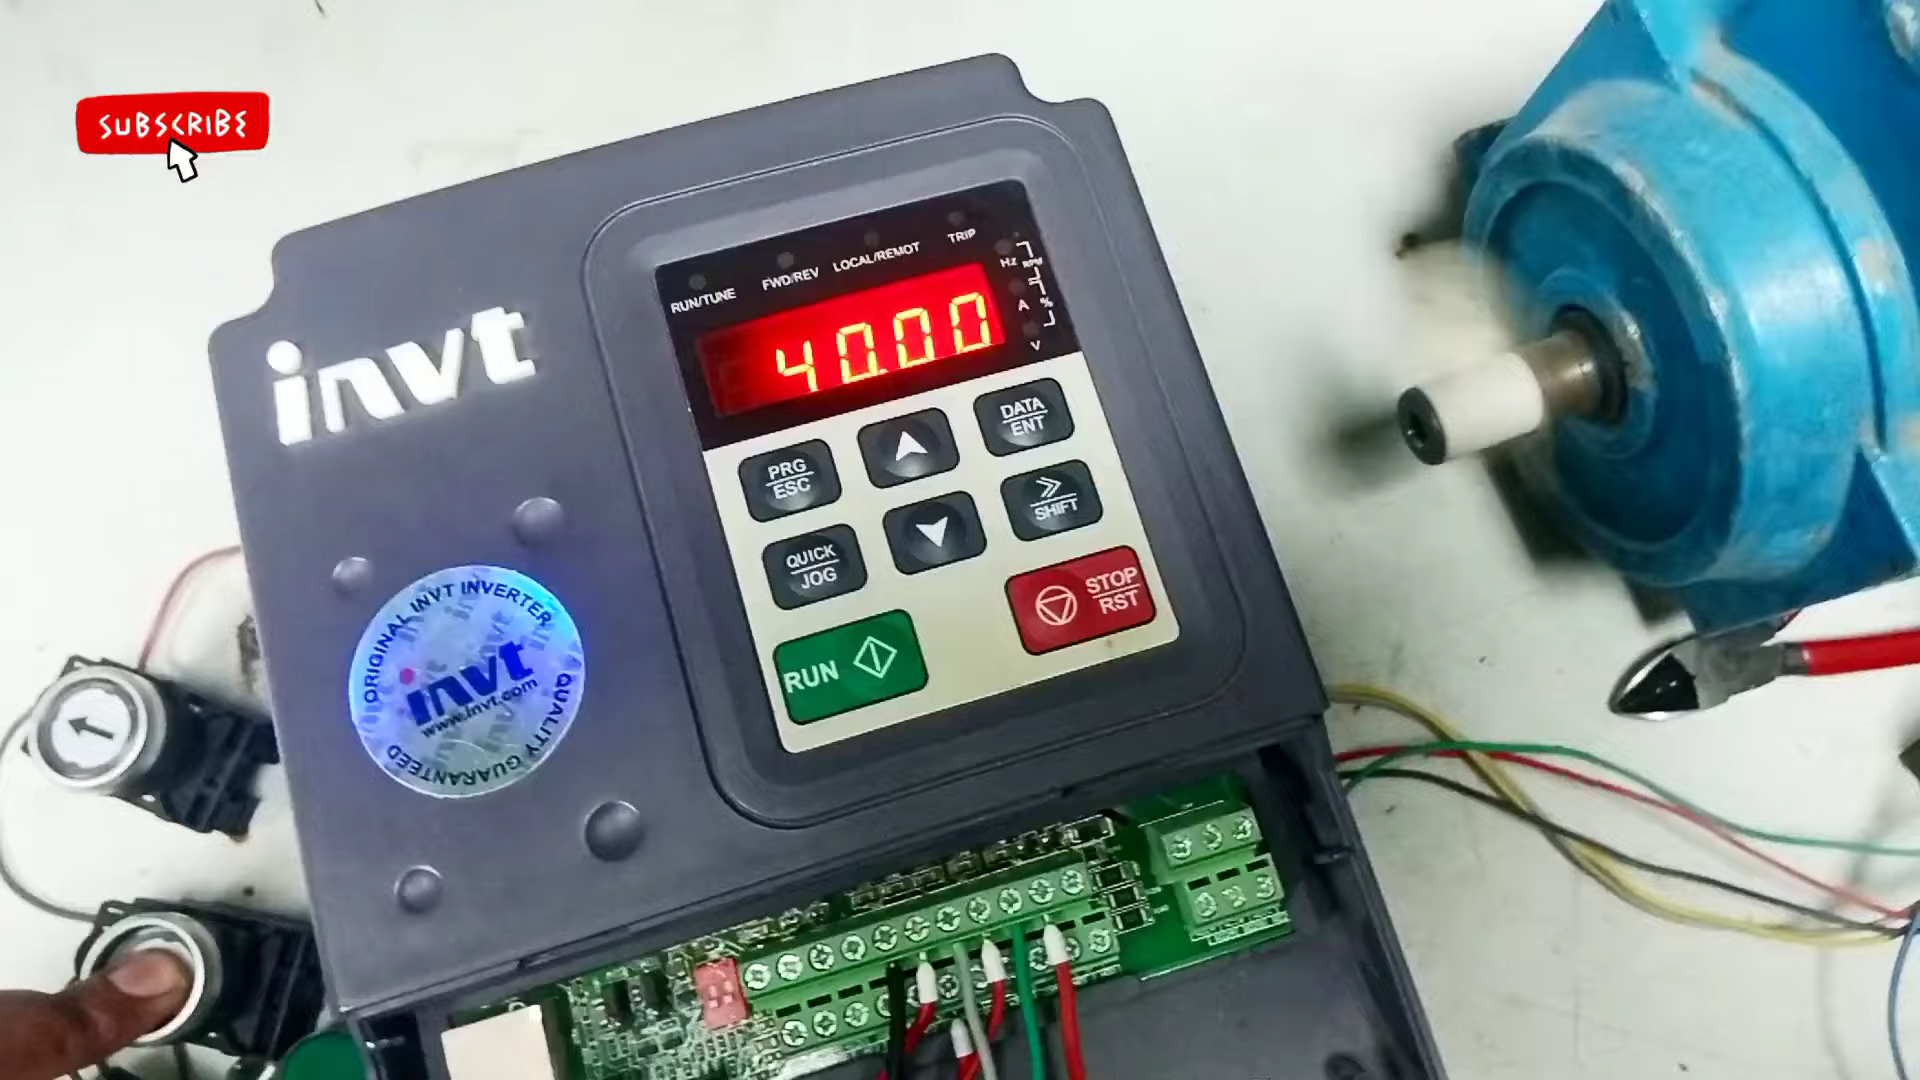 SUBSCRIBE
invt
RUN/TUNE
FWD/REV
LOCAL/REMOT
TRIP
Hz
RPM
A
%
V
40.00
PRG
ESC
DATA
ENT
QUICK
JOG
SHIFT
RUN
STOP
RST
ORIGINAL INVT INVERTER
invt
www.invt.com
QUALITY GUARANTEED